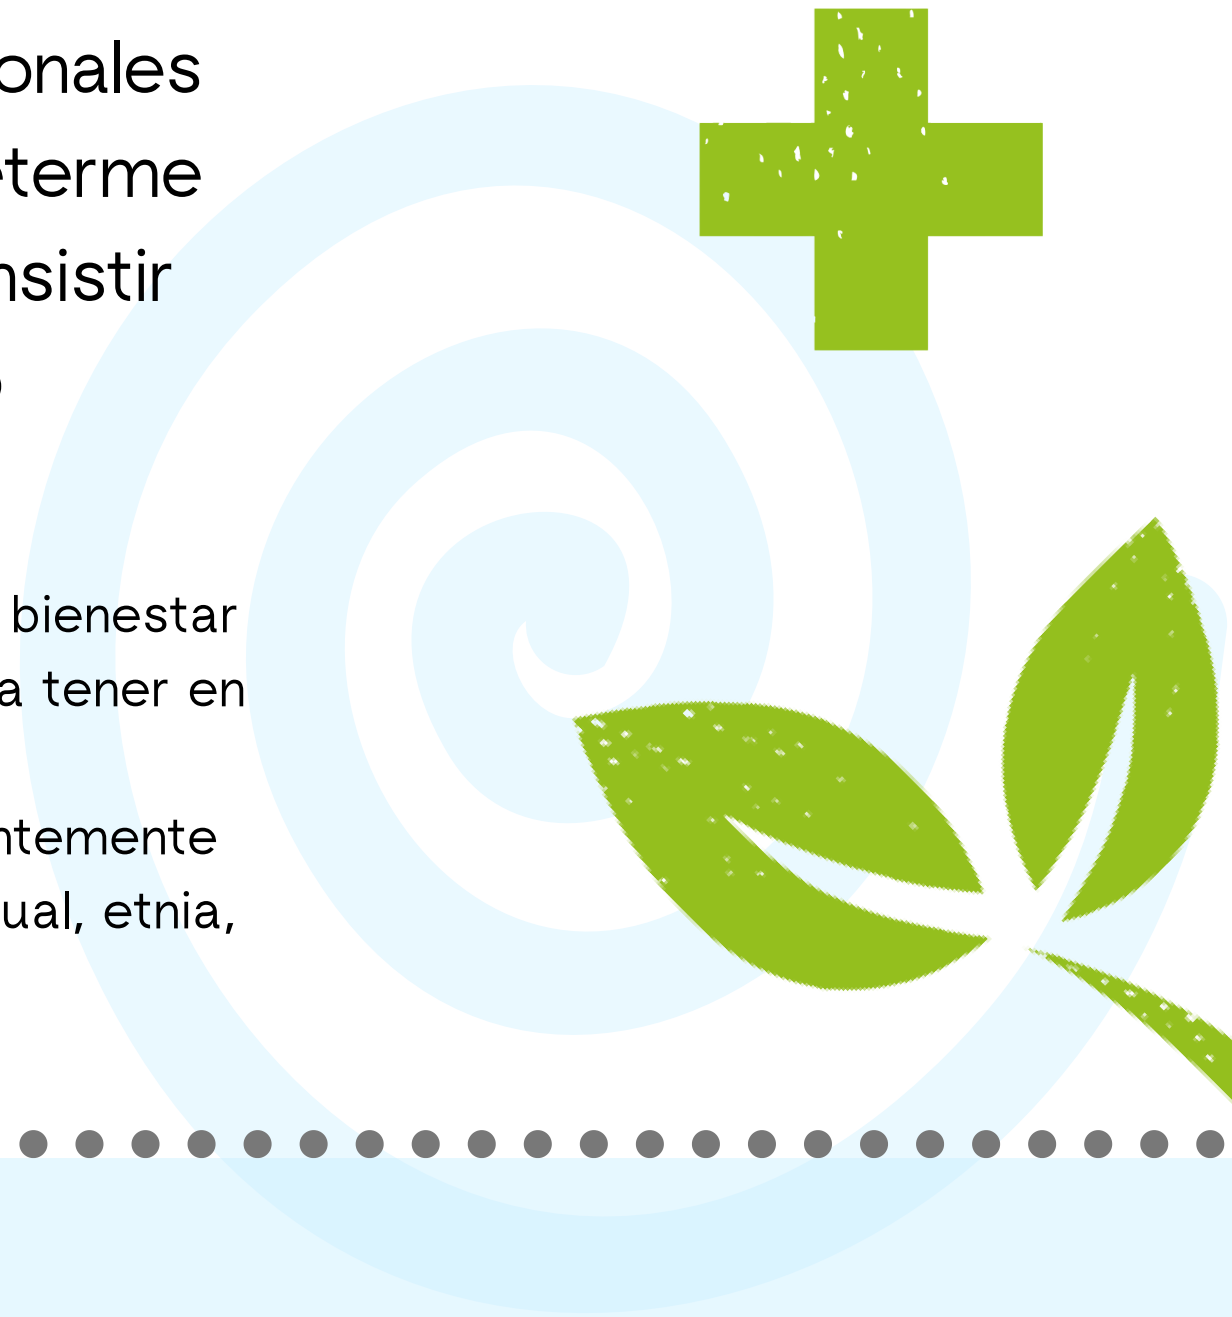 onales
eterme
nsistir
bienestar
a tener en
ntemente
ual, etnia,